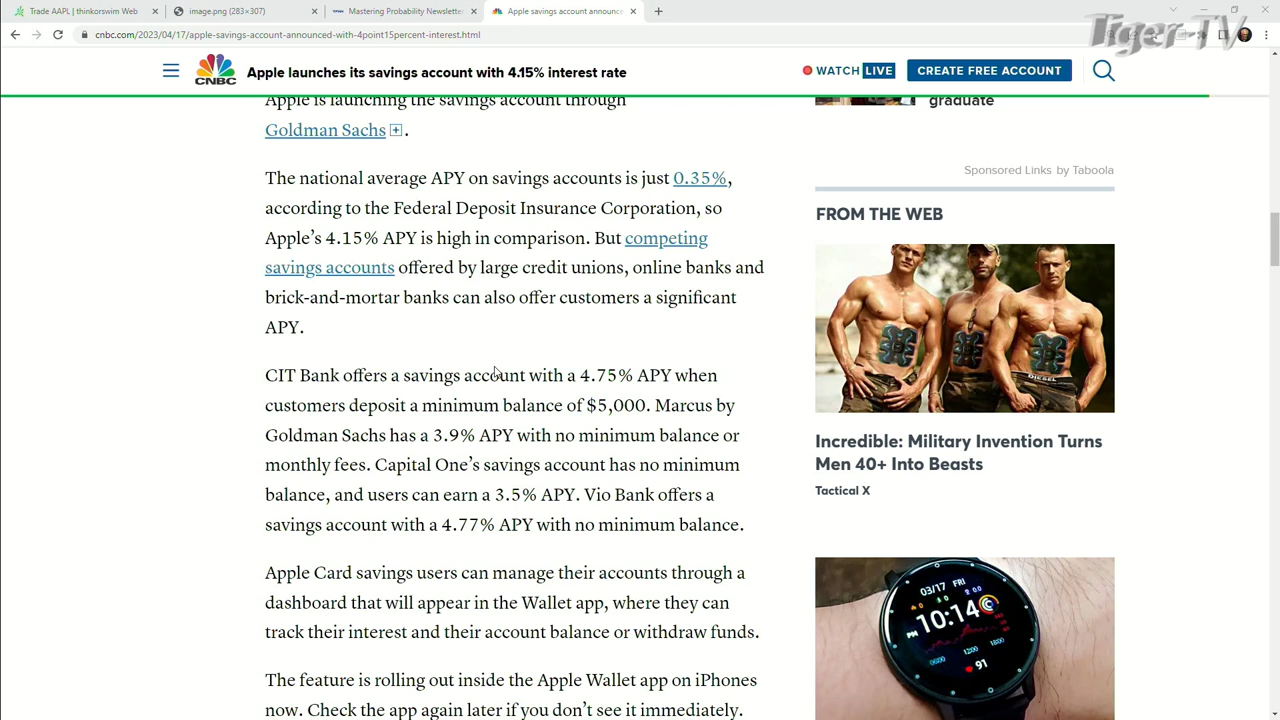 Trade AAPL | thinkorswim Web
image.png (283×307)
Mastering Probability Newsletter
Apple savings account announc
cnbc.com/2023/04/17/apple-savings-account-announced-with-4point15percent-interest.html
Tiger-TV
CNBC
Apple launches its savings account with 4.15% interest rate
WATCH LIVE
CREATE FREE ACCOUNT
Apple is launching the savings account through
Goldman Sachs
.
The national average APY on savings accounts is just 0.35%,
according to the Federal Deposit Insurance Corporation, so
Apple’s 4.15% APY is high in comparison. But competing
savings accounts offered by large credit unions, online banks and
brick-and-mortar banks can also offer customers a significant
APY.
CIT Bank offers a savings account with a 4.75% APY when
customers deposit a minimum balance of $5,000. Marcus by
Goldman Sachs has a 3.9% APY with no minimum balance or
monthly fees. Capital One’s savings account has no minimum
balance, and users can earn a 3.5% APY. Vio Bank offers a
savings account with a 4.77% APY with no minimum balance.
Apple Card savings users can manage their accounts through a
dashboard that will appear in the Wallet app, where they can
track their interest and their account balance or withdraw funds.
The feature is rolling out inside the Apple Wallet app on iPhones
now. Check the app again later if you don’t see it immediately.
graduate
Sponsored Links by Taboola
FROM THE WEB
DIESEL
Incredible: Military Invention Turns
Men 40+ Into Beasts
Tactical X
03/17 FRI
PM 10:14
06:00 12:00 18:00
91